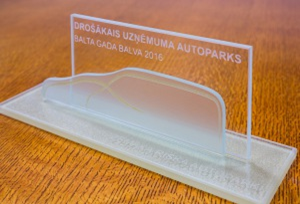 DROŠĀKAIS UZŅĒMUMA AUTOPARKS
BALTA GADA BALVA 2016